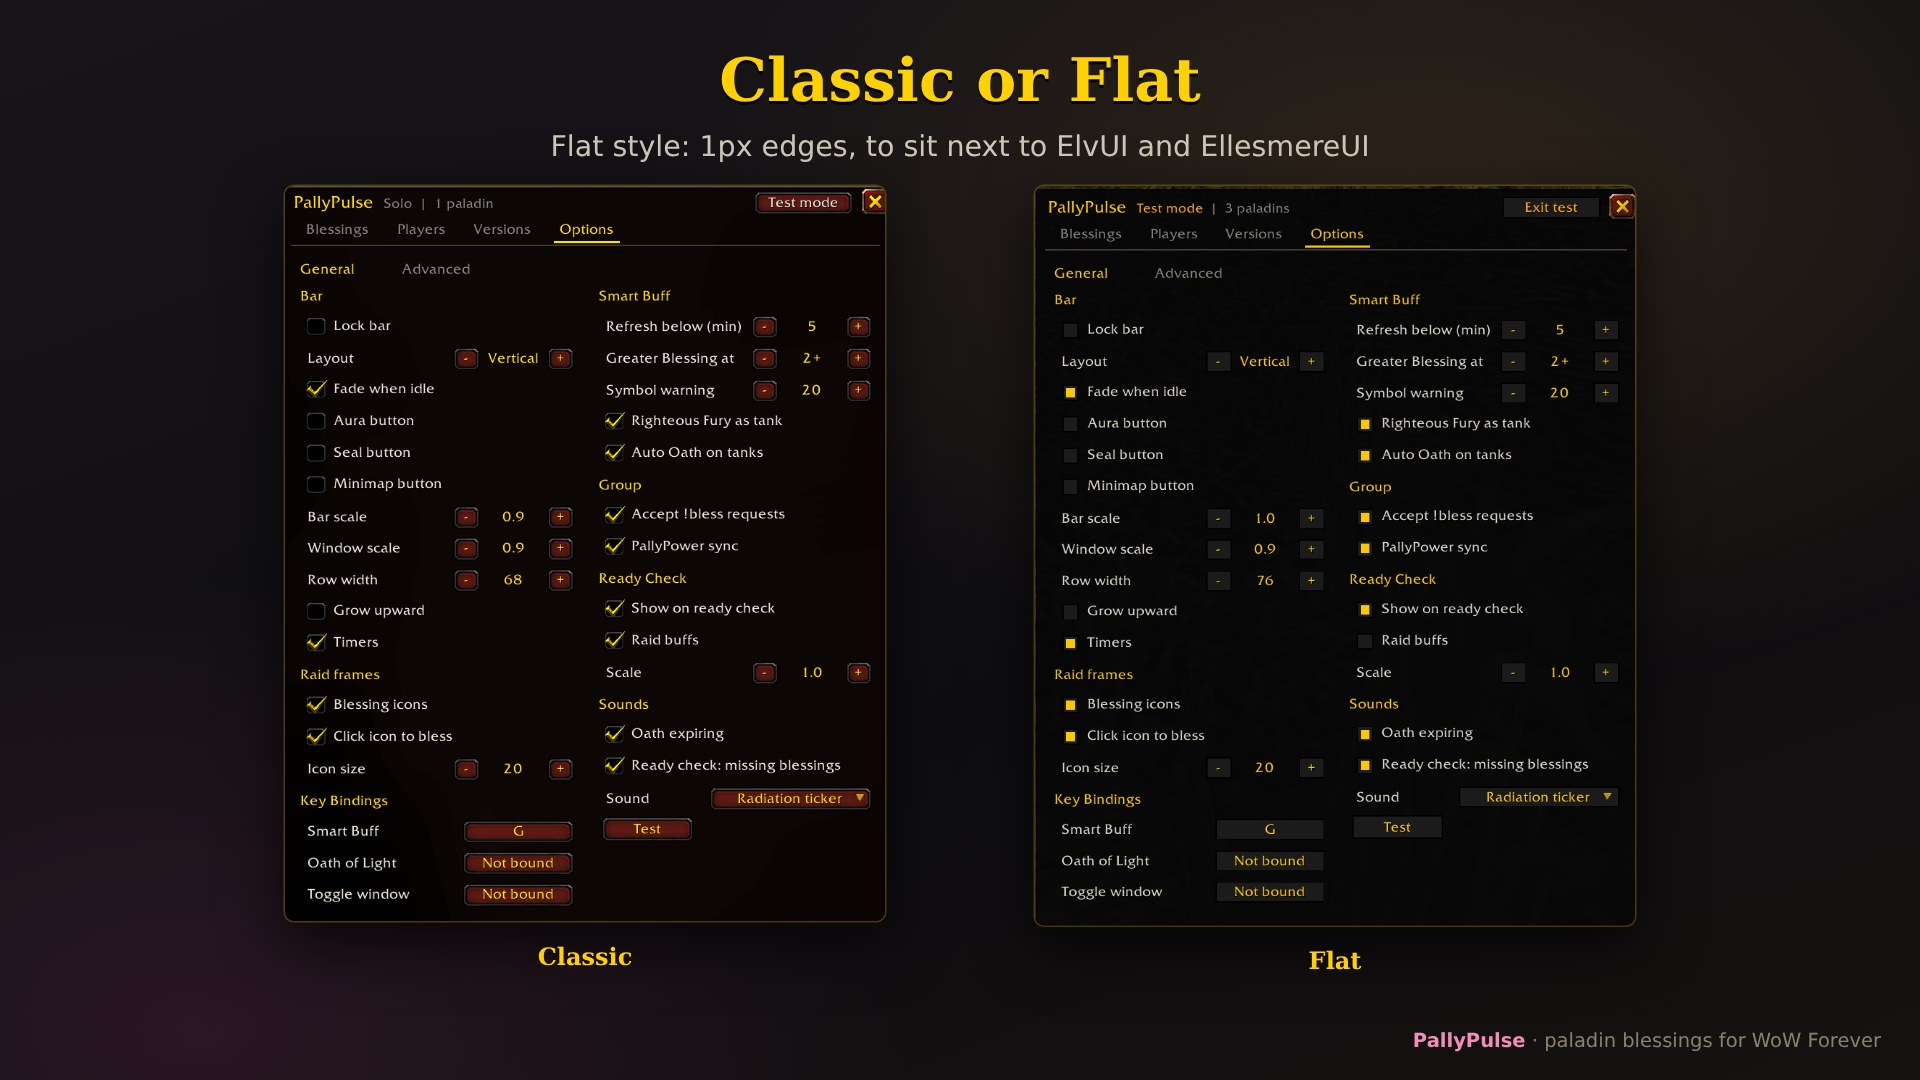 Classic or Flat
Flat style: 1px edges, to sit next to ElvUI and EllesmereUI
PallyPulse Solo | 1 paladin Test mode
Blessings Players Versions Options
General Advanced
Bar
Lock bar
Layout - Vertical +
Fade when idle
Aura button
Seal button
Minimap button
Bar scale - 0.9 +
Window scale - 0.9 +
Row width - 68 +
Grow upward
Timers
Raid frames
Blessing icons
Click icon to bless
Icon size - 20 +
Key Bindings
Smart Buff G
Oath of Light Not bound
Toggle window Not bound
Smart Buff
Refresh below (min) - 5 +
Greater Blessing at - 2+ +
Symbol warning - 20 +
Righteous Fury as tank
Auto Oath on tanks
Group
Accept !bless requests
PallyPower sync
Ready Check
Show on ready check
Raid buffs
Scale - 1.0 +
Sounds
Oath expiring
Ready check: missing blessings
Sound Radiation ticker
Test
Classic
PallyPulse Test mode | 3 paladins Exit test
Blessings Players Versions Options
General Advanced
Bar
Lock bar
Layout - Vertical +
Fade when idle
Aura button
Seal button
Minimap button
Bar scale - 1.0 +
Window scale - 0.9 +
Row width - 76 +
Grow upward
Timers
Raid frames
Blessing icons
Click icon to bless
Icon size - 20 +
Key Bindings
Smart Buff G
Oath of Light Not bound
Toggle window Not bound
Smart Buff
Refresh below (min) - 5 +
Greater Blessing at - 2+ +
Symbol warning - 20 +
Righteous Fury as tank
Auto Oath on tanks
Group
Accept !bless requests
PallyPower sync
Ready Check
Show on ready check
Raid buffs
Scale - 1.0 +
Sounds
Oath expiring
Ready check: missing blessings
Sound Radiation ticker
Test
Flat
PallyPulse · paladin blessings for WoW Forever